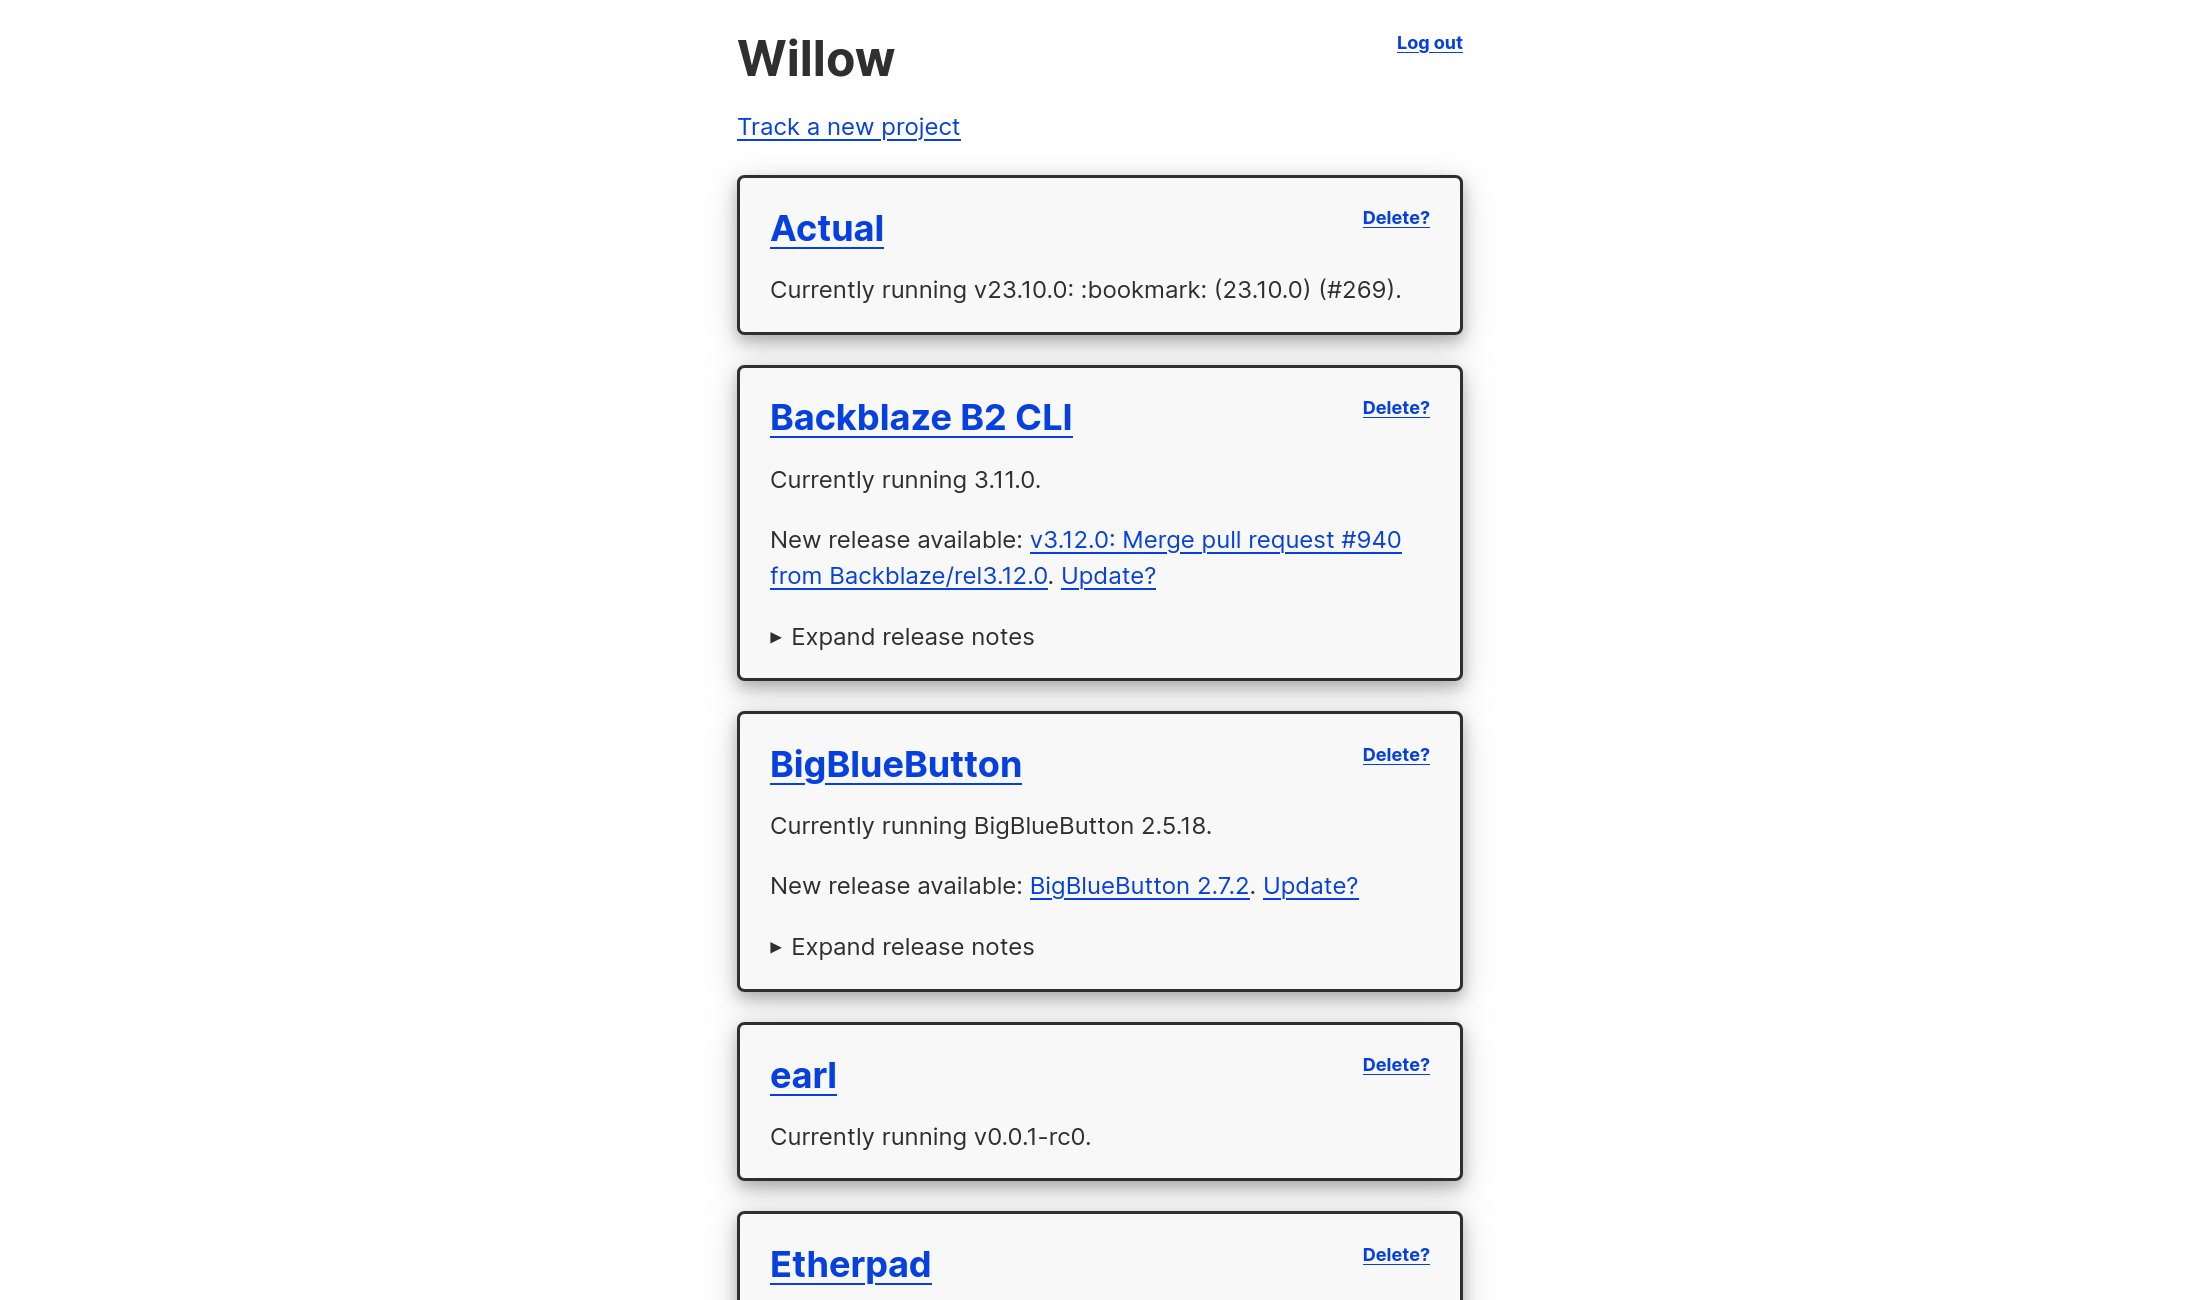 Willow
Log out
Track a new project
Actual
Delete?
Currently running v23.10.0: :bookmark: (23.10.0) (#269).
Backblaze B2 CLI
Delete?
Currently running 3.11.0.
New release available: v3.12.0: Merge pull request #940
from Backblaze/rel3.12.0. Update?
▸ Expand release notes
BigBlueButton
Delete?
Currently running BigBlueButton 2.5.18.
New release available: BigBlueButton 2.7.2. Update?
▸ Expand release notes
earl
Delete?
Currently running v0.0.1-rc0.
Etherpad
Delete?